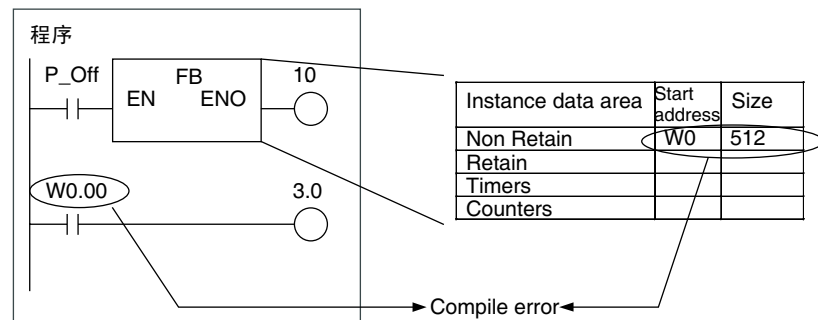 程序
P_Off
FB
10
EN
ENO
W0.00
3.0
Instance data area
Start address
Size
Non Retain
W0
512
Retain
Timers
Counters
Compile error